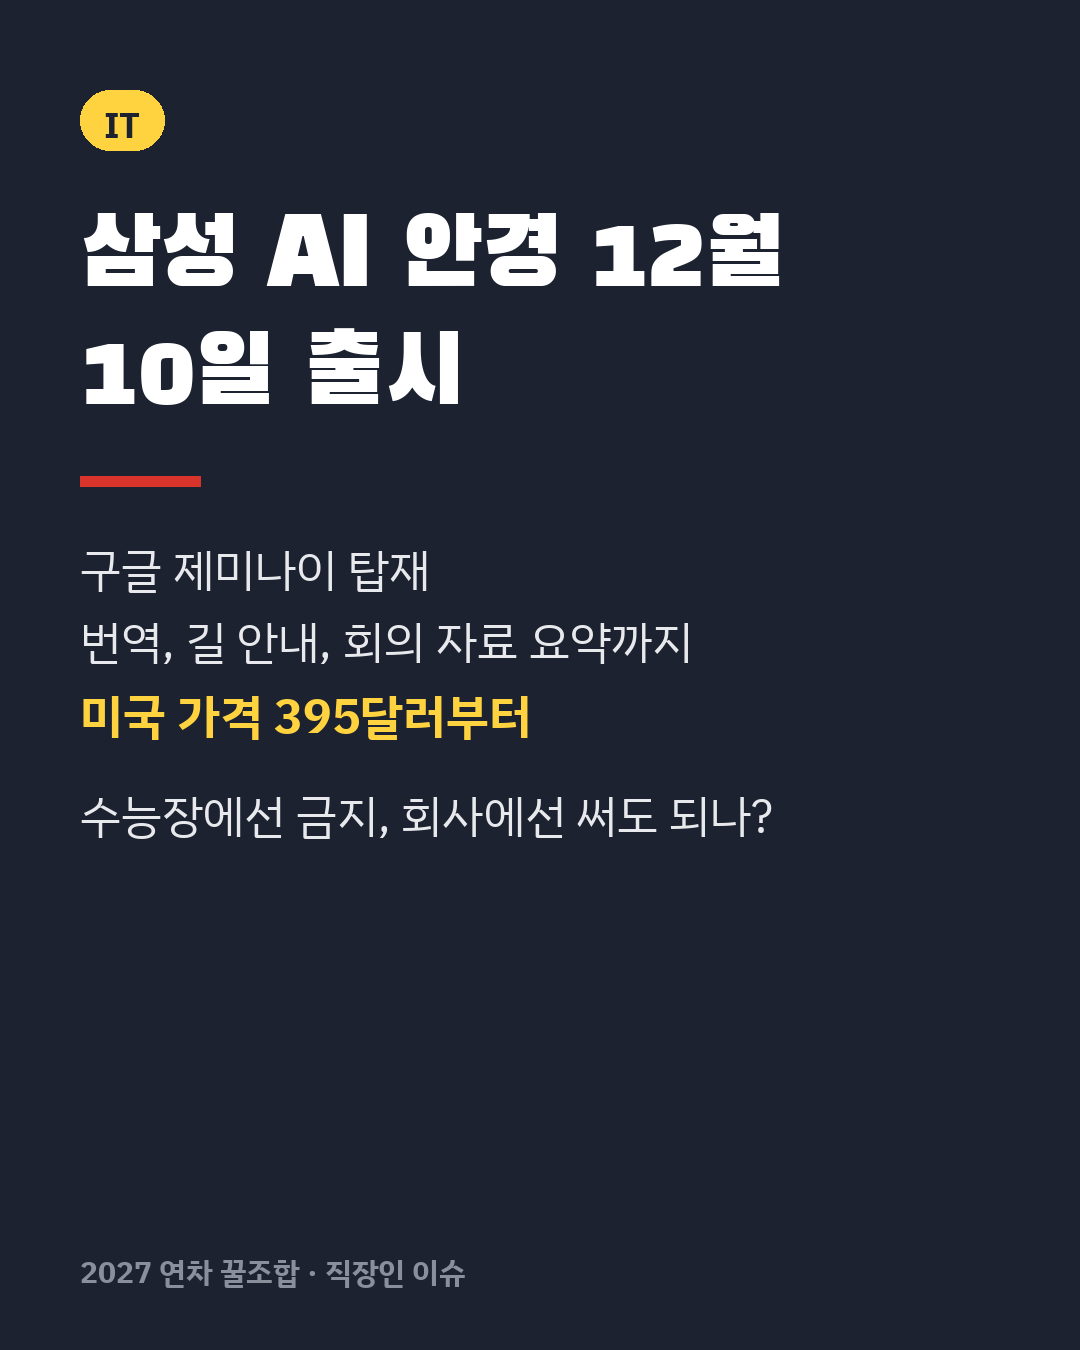 IT
삼성 AI 안경 12월
10일 출시
구글 제미나이 탑재
번역, 길 안내, 회의 자료 요약까지
미국 가격 395달러부터
수능장에선 금지, 회사에선 써도 되나?
2027 연차 꿀조합 · 직장인 이슈